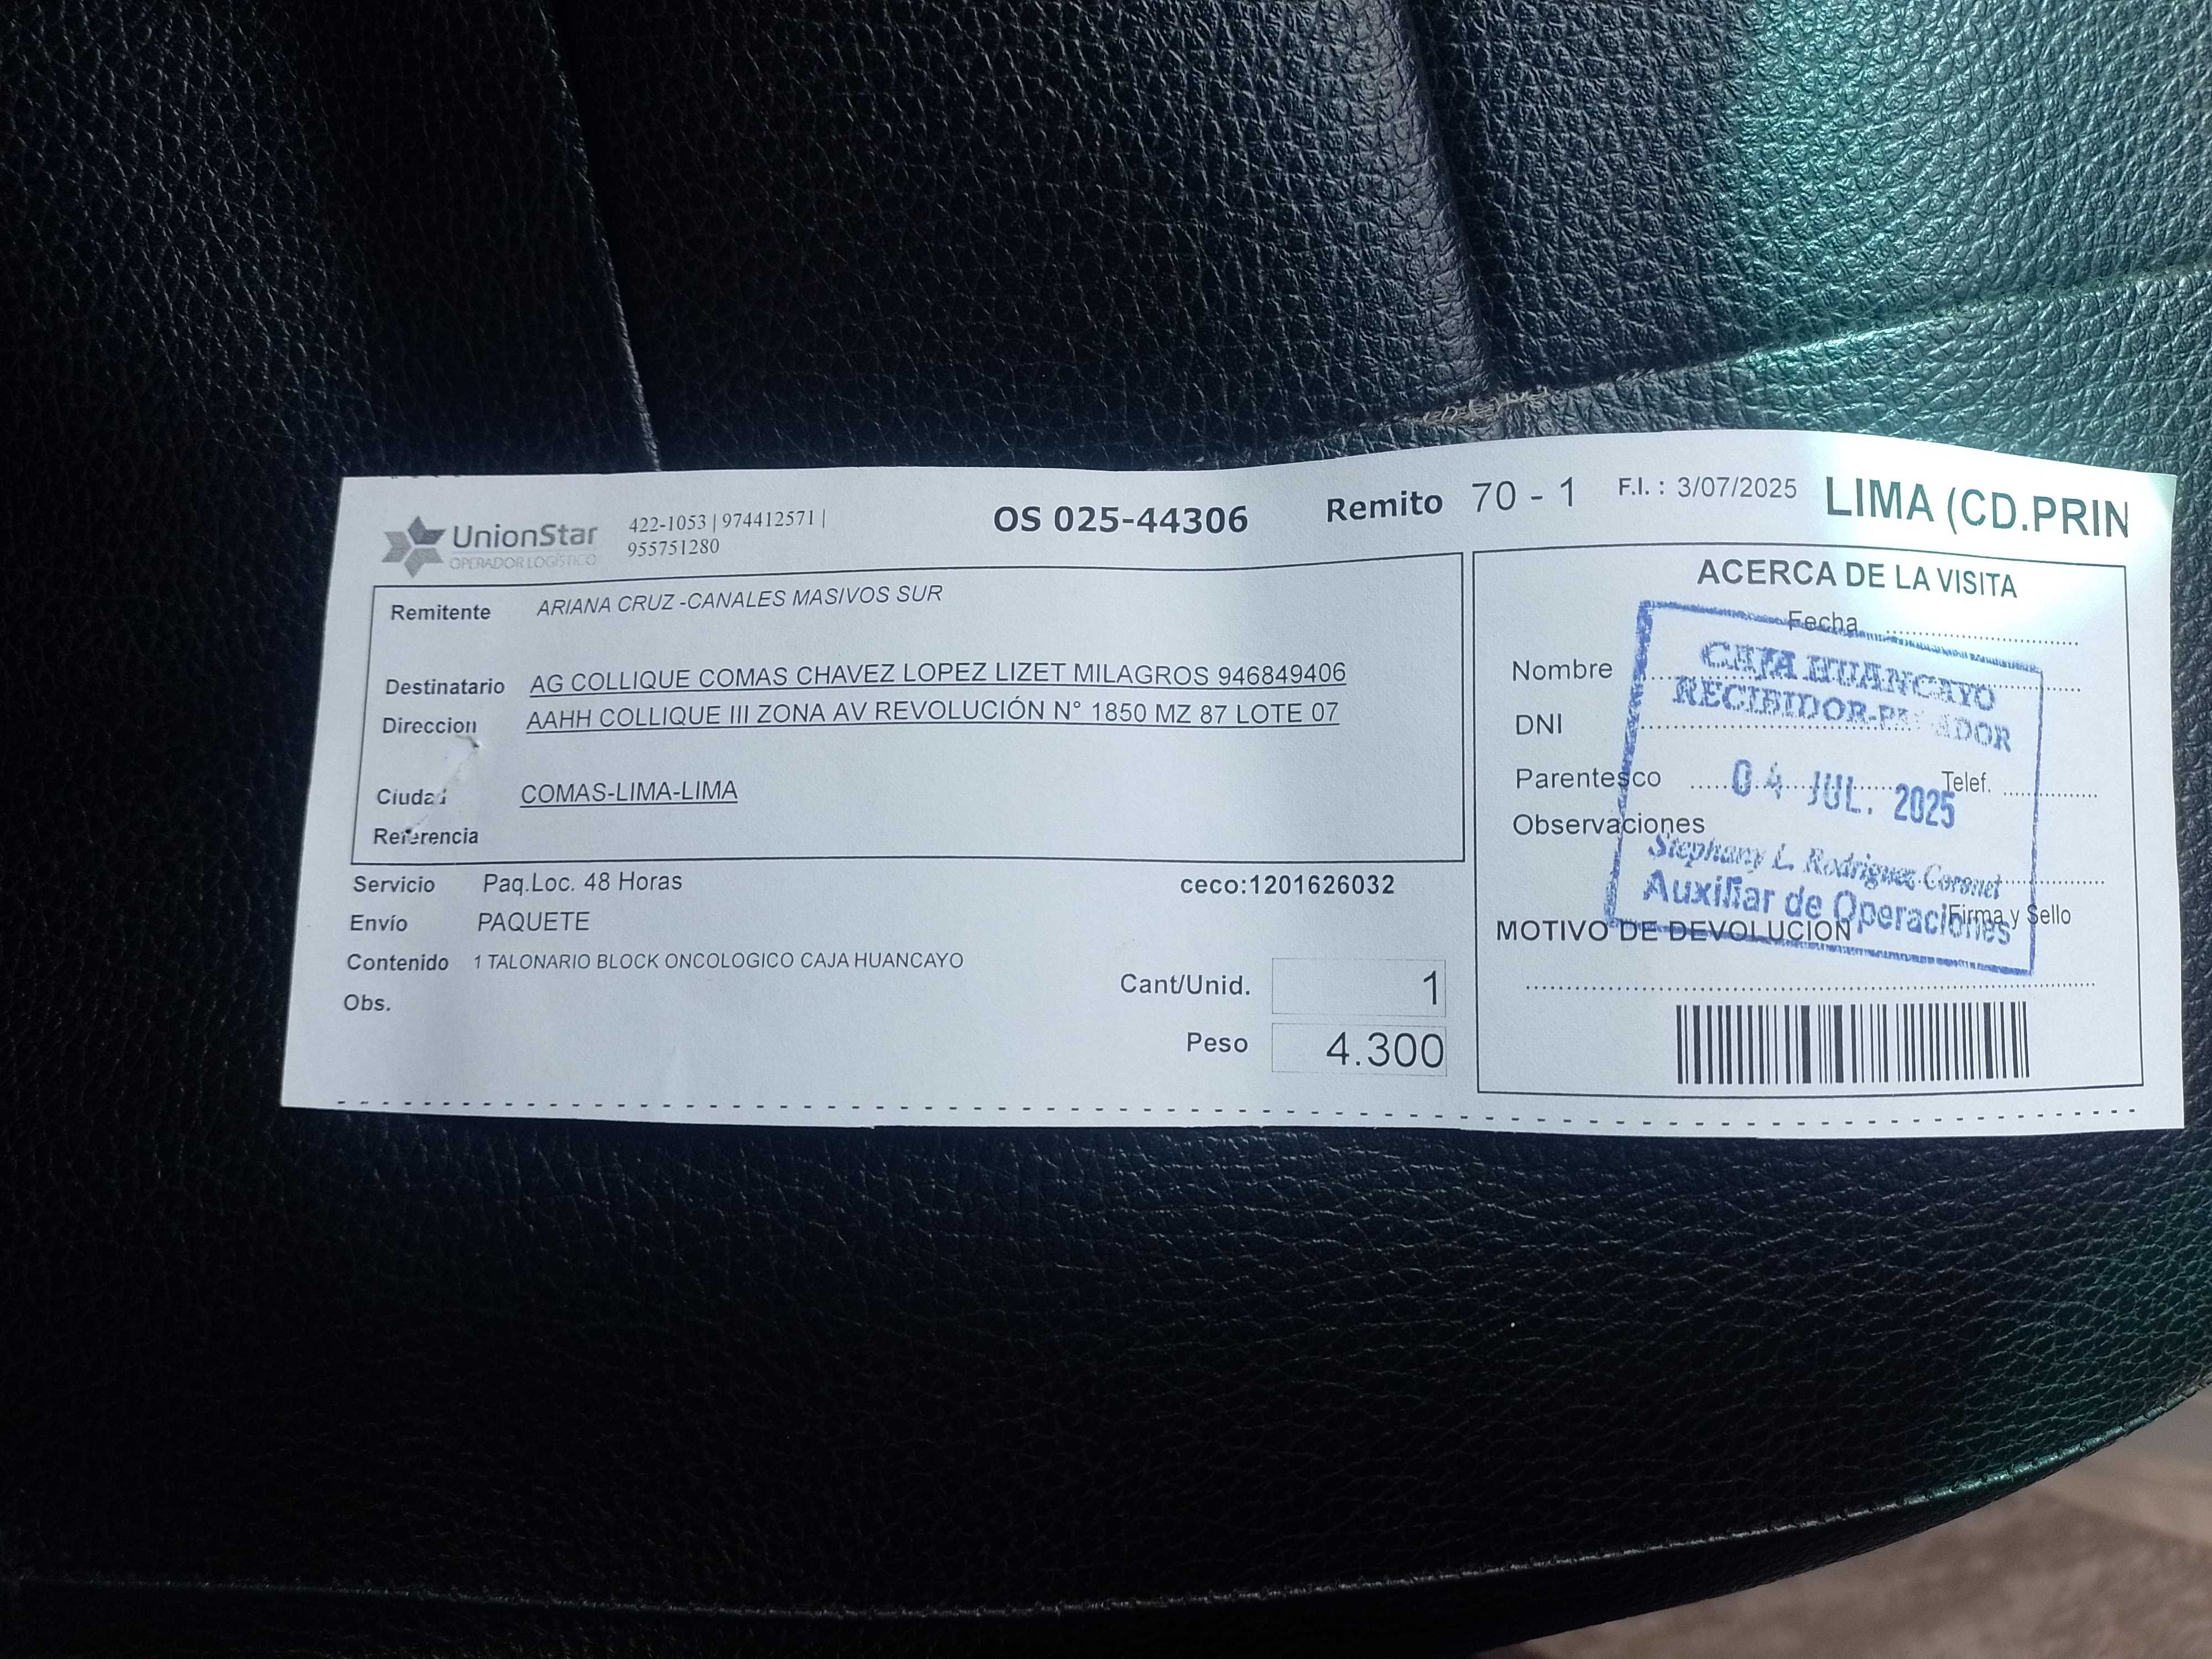 UnionStar
OPERADOR LOGÍSTICO
422-1053 | 974412571 |
955751280
OS 025-44306
Remito 70 - 1
F.I. : 3/07/2025
LIMA (CD.PRIN
Remitente ARIANA CRUZ -CANALES MASIVOS SUR
Destinatario AG COLLIQUE COMAS CHAVEZ LOPEZ LIZET MILAGROS 946849406
Direccion AAHH COLLIQUE III ZONA AV REVOLUCIÓN N° 1850 MZ 87 LOTE 07
Ciudad COMAS-LIMA-LIMA
Referencia
Servicio Paq.Loc. 48 Horas
ceco:1201626032
Envío PAQUETE
Contenido 1 TALONARIO BLOCK ONCOLOGICO CAJA HUANCAYO
Obs.
Cant/Unid. 1
Peso 4.300
ACERCA DE LA VISITA
Fecha
Nombre
DNI
Parentesco Telef.
Observaciones
Firma y Sello
MOTIVO DE DEVOLUCION
CAJA HUANCAYO
RECIBIDOR-PAGADOR
04 JUL. 2025
Stephany L. Rodriguez Coronel
Auxiliar de Operaciones